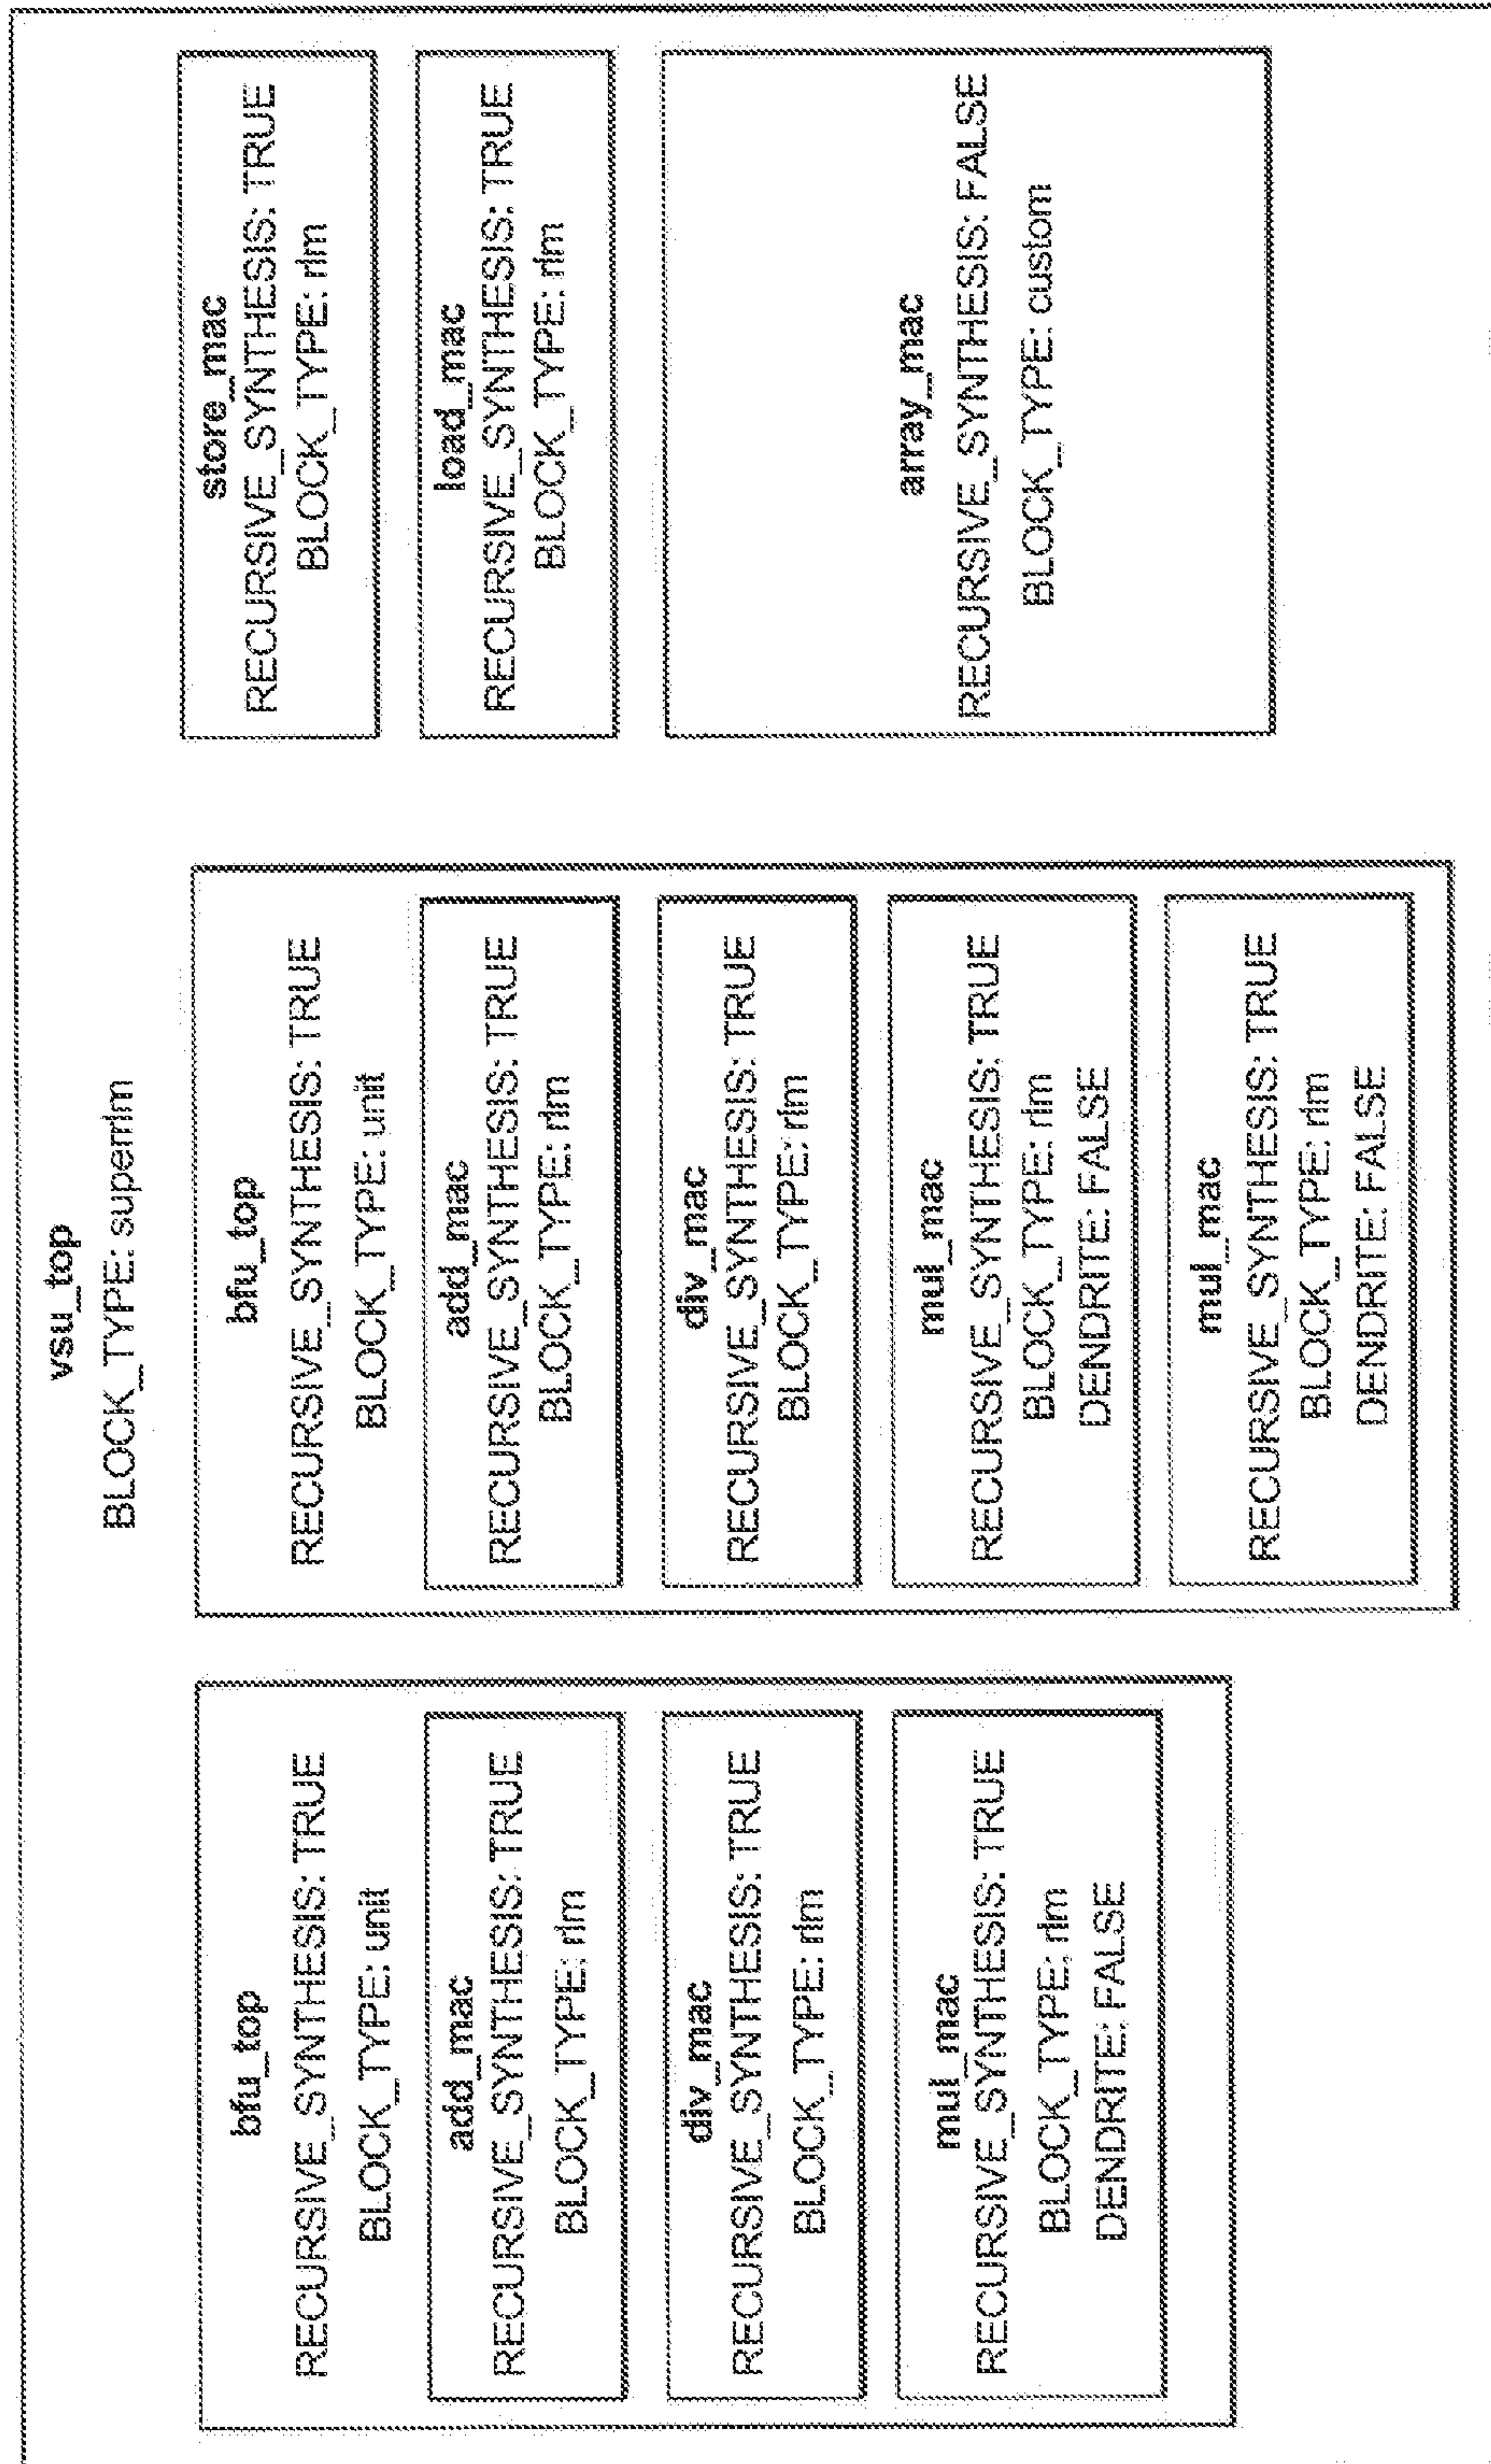 vsu_top
BLOCK_TYPE: superrlm
bfu_top
RECURSIVE_SYNTHESIS: TRUE
BLOCK_TYPE: unit
add_mac
RECURSIVE_SYNTHESIS: TRUE
BLOCK_TYPE: rlm
div_mac
RECURSIVE_SYNTHESIS: TRUE
BLOCK_TYPE: rlm
mul_mac
RECURSIVE_SYNTHESIS: TRUE
BLOCK_TYPE: rlm
DENDRITE: FALSE
bfu_top
RECURSIVE_SYNTHESIS: TRUE
BLOCK_TYPE: unit
add_mac
RECURSIVE_SYNTHESIS: TRUE
BLOCK_TYPE: rlm
div_mac
RECURSIVE_SYNTHESIS: TRUE
BLOCK_TYPE: rlm
mul_mac
RECURSIVE_SYNTHESIS: TRUE
BLOCK_TYPE: rlm
DENDRITE: FALSE
mul_mac
RECURSIVE_SYNTHESIS: TRUE
BLOCK_TYPE: rlm
DENDRITE: FALSE
store_mac
RECURSIVE_SYNTHESIS: TRUE
BLOCK_TYPE: rlm
load_mac
RECURSIVE_SYNTHESIS: TRUE
BLOCK_TYPE: rlm
array_mac
RECURSIVE_SYNTHESIS: FALSE
BLOCK_TYPE: custom